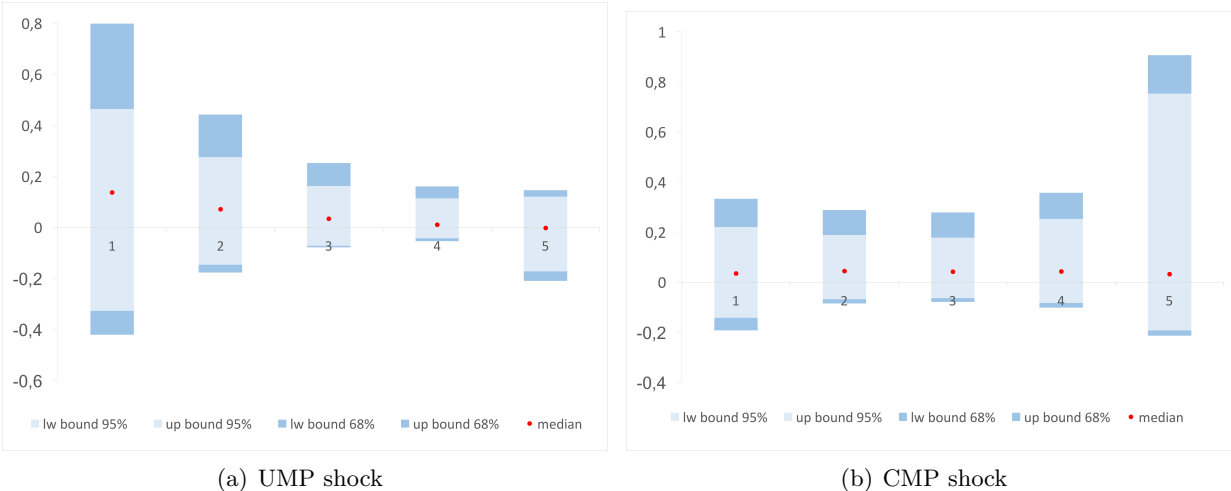 0,8
0,6
0,4
0,2
0
-0,2
-0,4
-0,6
1 2 3 4 5
lw bound 95% up bound 95% lw bound 68% up bound 68% median
(a) UMP shock
1
0,8
0,6
0,4
0,2
0
-0,2
-0,4
1 2 3 4 5
lw bound 95% up bound 95% lw bound 68% up bound 68% median
(b) CMP shock